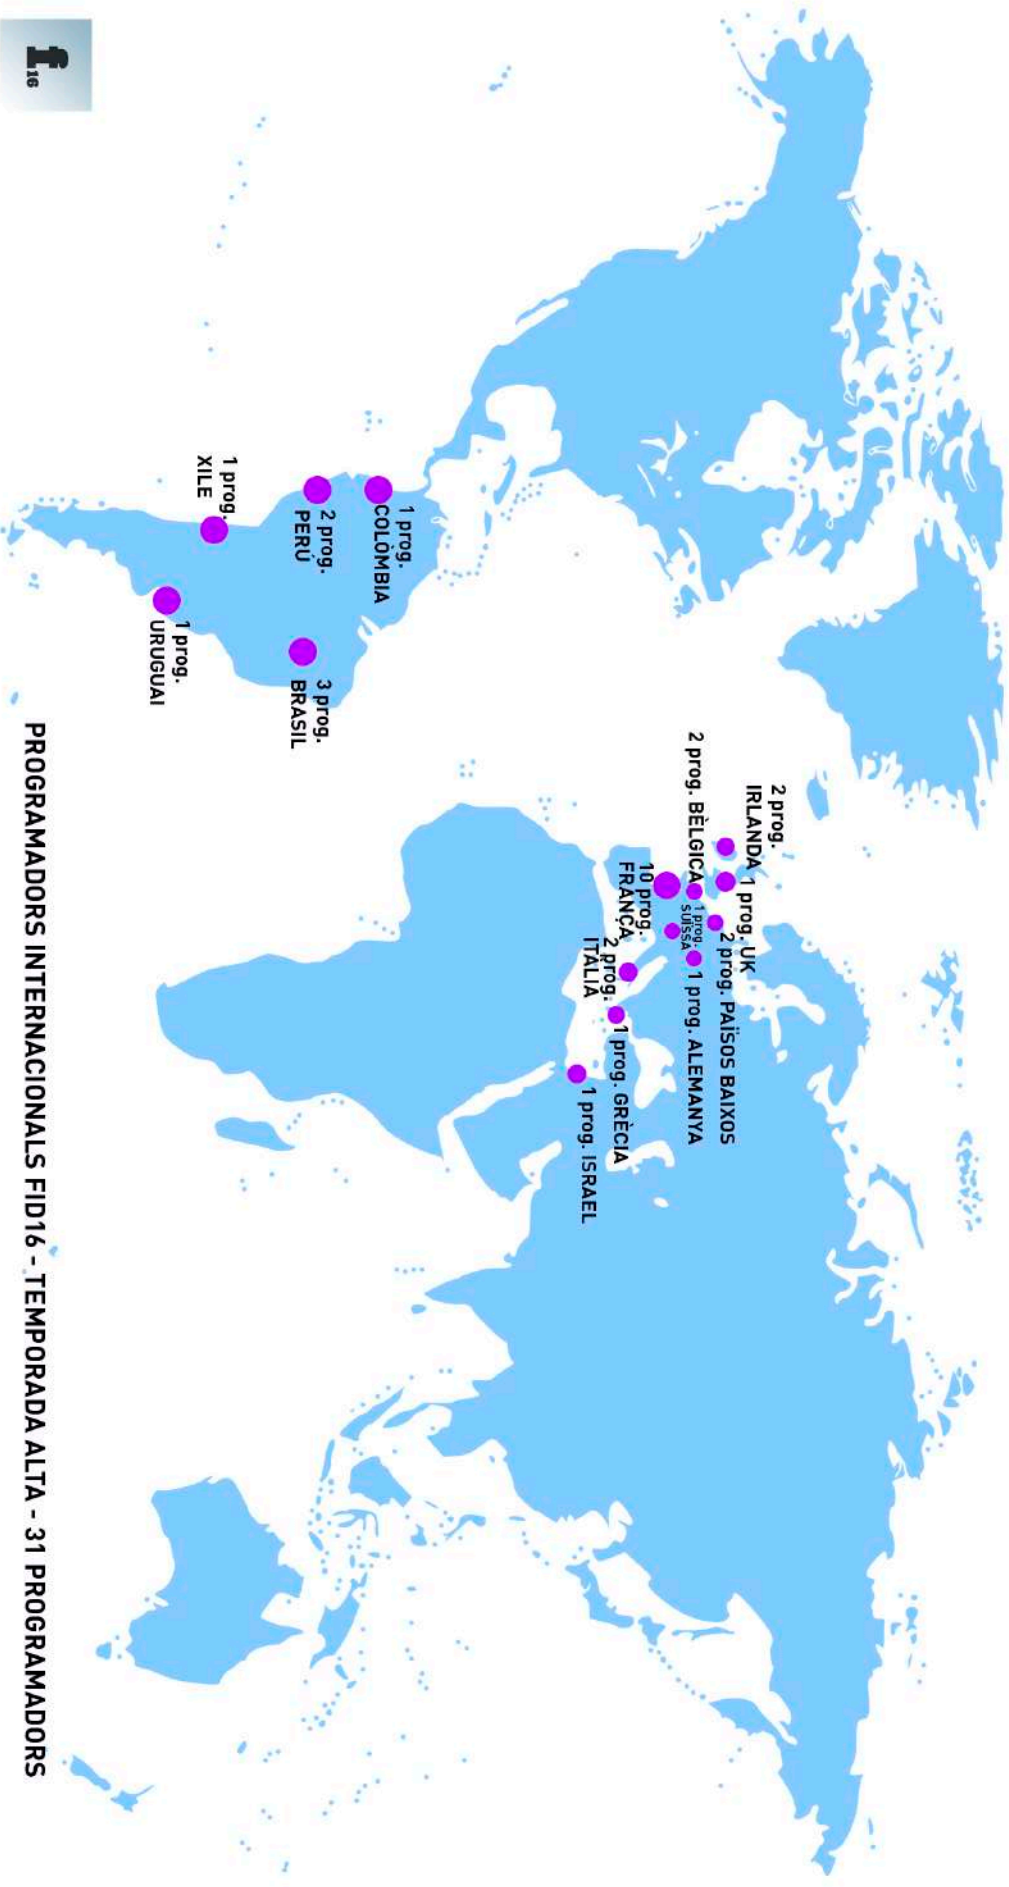 2 prog.
IRLANDA
1 prog. UK
2 prog. PAÏSOS BAIXOS
2 prog. BÈLGICA
1 prog.
SUÏSSA
1 prog. ALEMANYA
10 prog.
FRANÇA
2 prog.
ITÀLIA
1 prog. GRÈCIA
1 prog. ISRAEL
1 prog.
COLÒMBIA
2 prog.
PERÚ
3 prog.
BRASIL
1 prog.
XILE
1 prog.
URUGUAI
PROGRAMADORS INTERNACIONALS FID16 - TEMPORADA ALTA - 31 PROGRAMADORS
f16